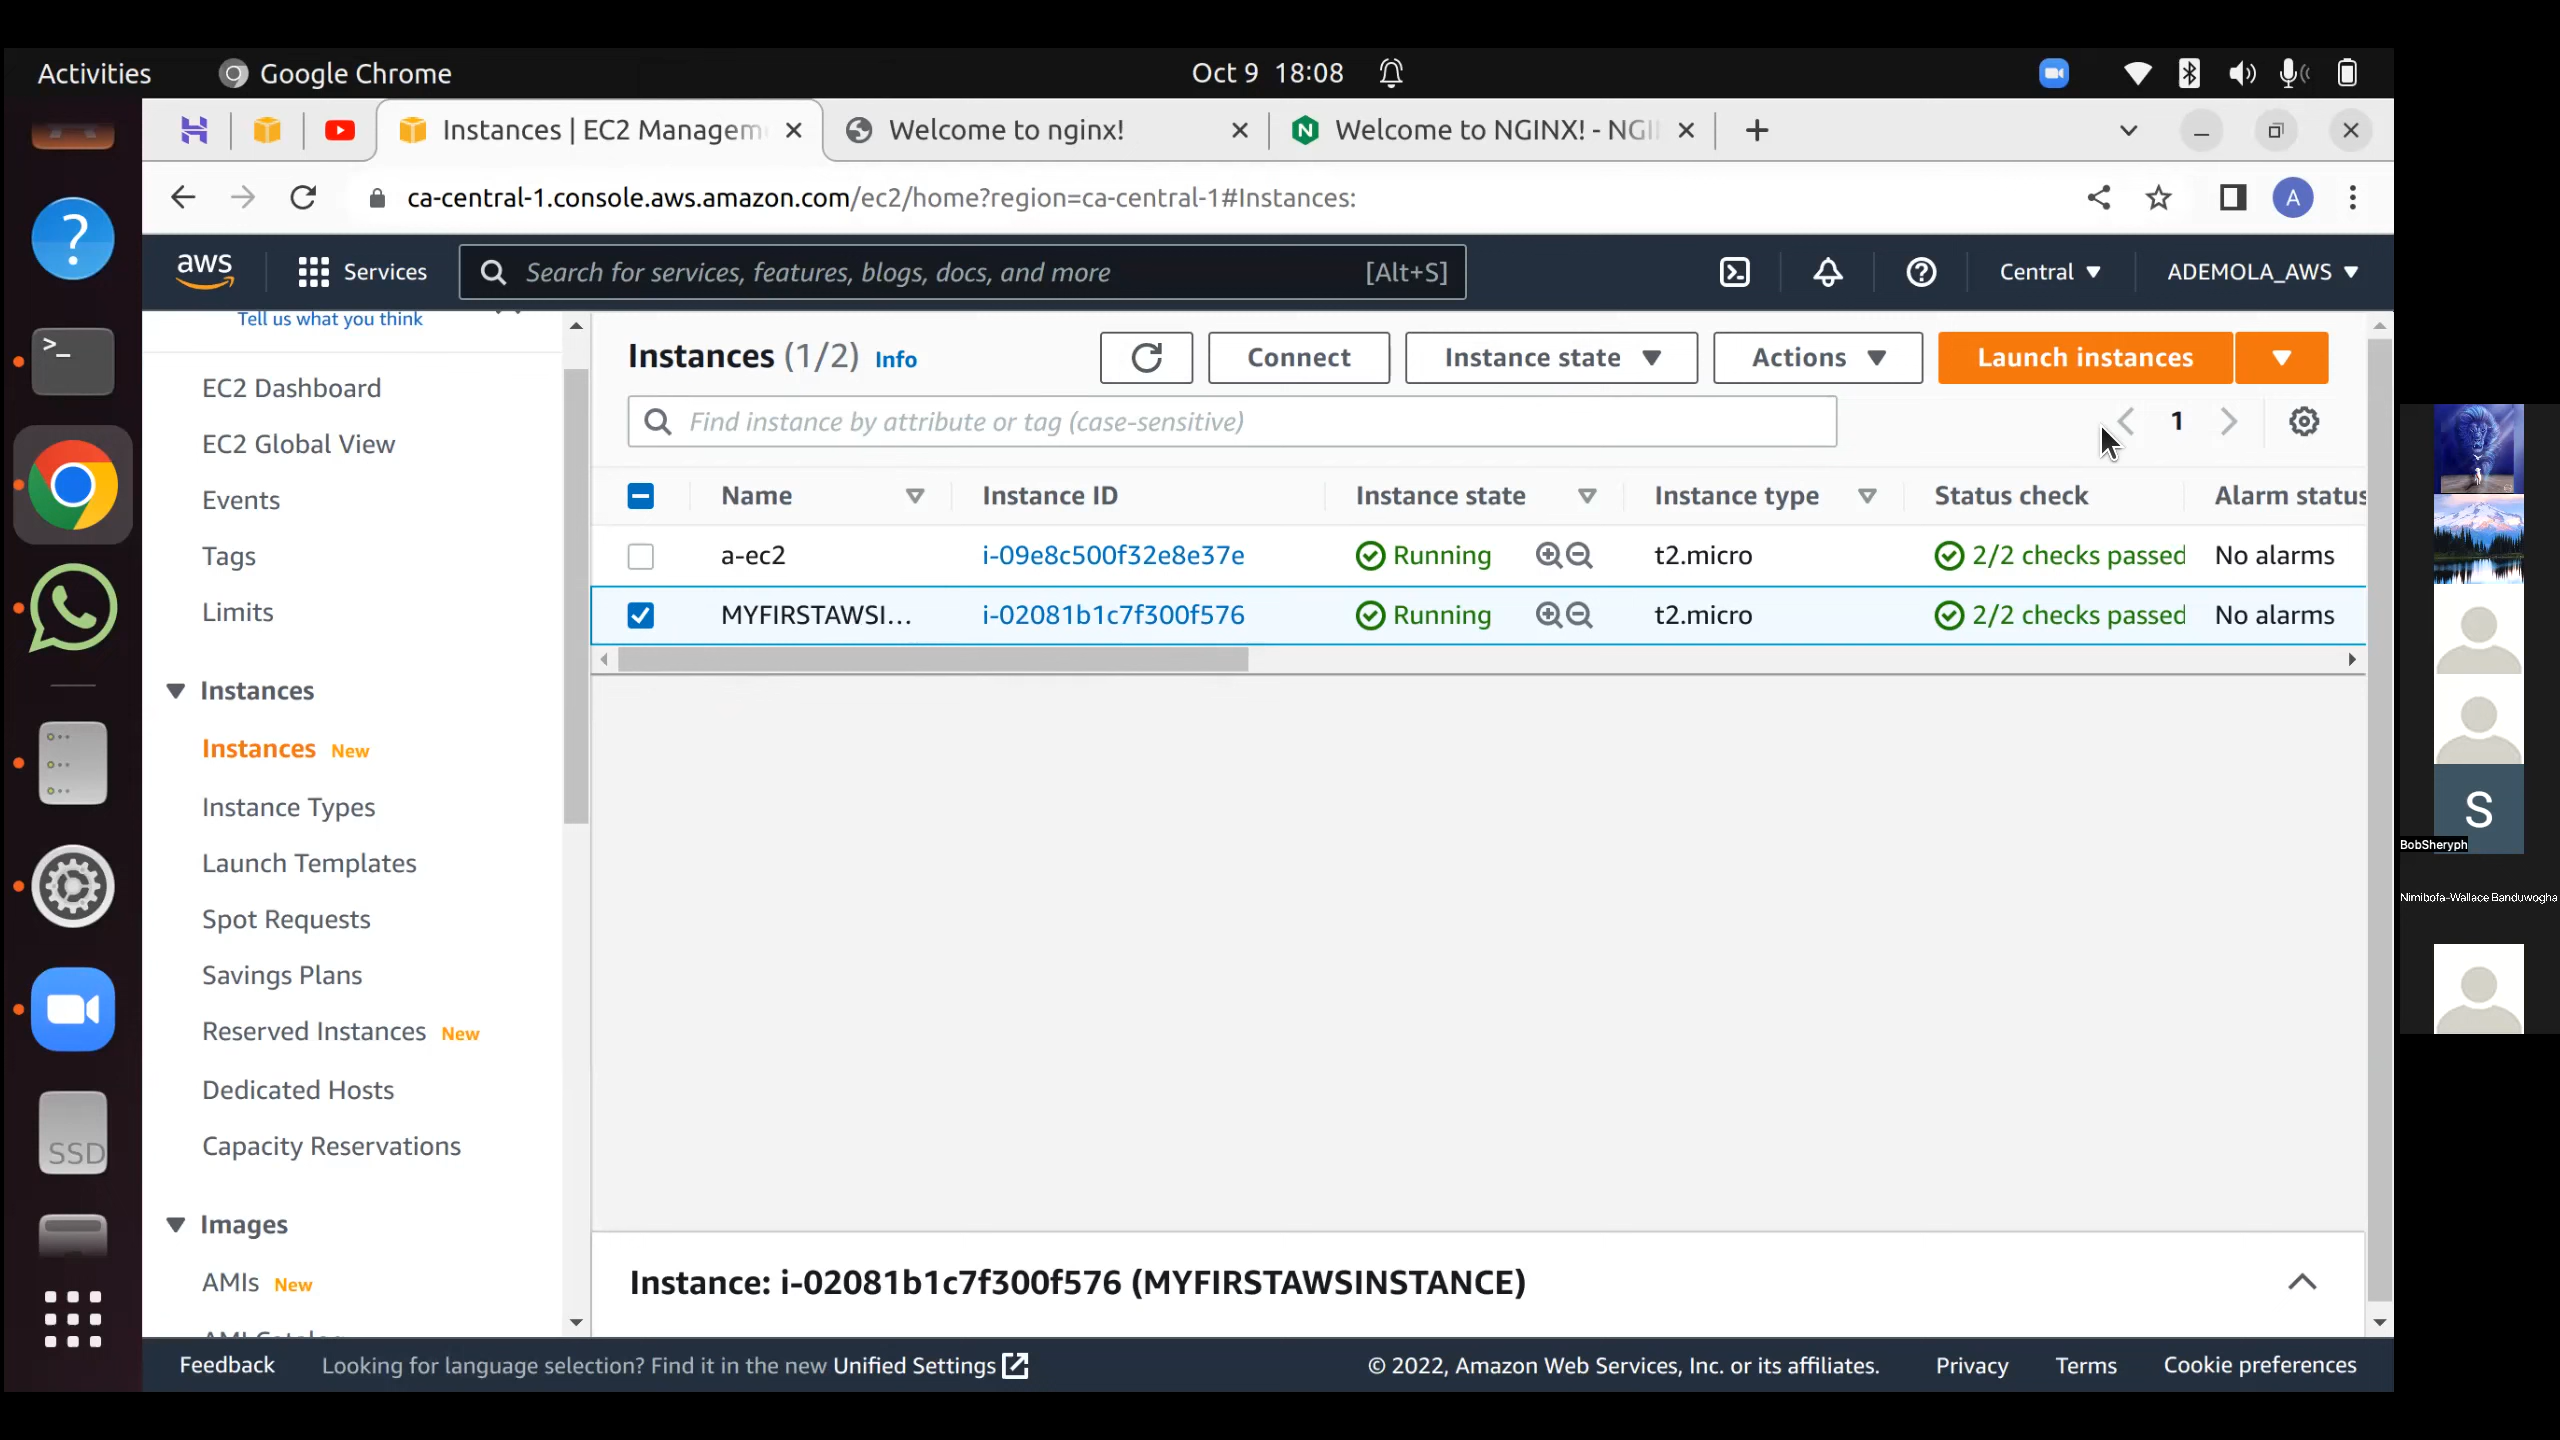 Activities
Google Chrome
Oct 9 18:08
Instances | EC2 Managem
Welcome to nginx!
Welcome to NGINX! - NGI
ca-central-1.console.aws.amazon.com/ec2/home?region=ca-central-1#Instances:
A
aws
Services
Search for services, features, blogs, docs, and more
[Alt+S]
Central
ADEMOLA_AWS
Tell us what you think
EC2 Dashboard
EC2 Global View
Events
Tags
Limits
Instances
Instances New
Instance Types
Launch Templates
Spot Requests
Savings Plans
Reserved Instances New
Dedicated Hosts
Capacity Reservations
Images
AMIs New
AMI Catalog
Instances (1/2) Info
Connect
Instance state
Actions
Launch instances
Find instance by attribute or tag (case-sensitive)
1
Name Instance ID Instance state Instance type Status check Alarm status
a-ec2 i-09e8c500f32e8e37e Running t2.micro 2/2 checks passed No alarms
MYFIRSTAWSI... i-02081b1c7f300f576 Running t2.micro 2/2 checks passed No alarms
Instance: i-02081b1c7f300f576 (MYFIRSTAWSINSTANCE)
Feedback
Looking for language selection? Find it in the new Unified Settings
© 2022, Amazon Web Services, Inc. or its affiliates.
Privacy
Terms
Cookie preferences
SSD
S
BobSheryph
Nimibofa-Wallace Banduwogha